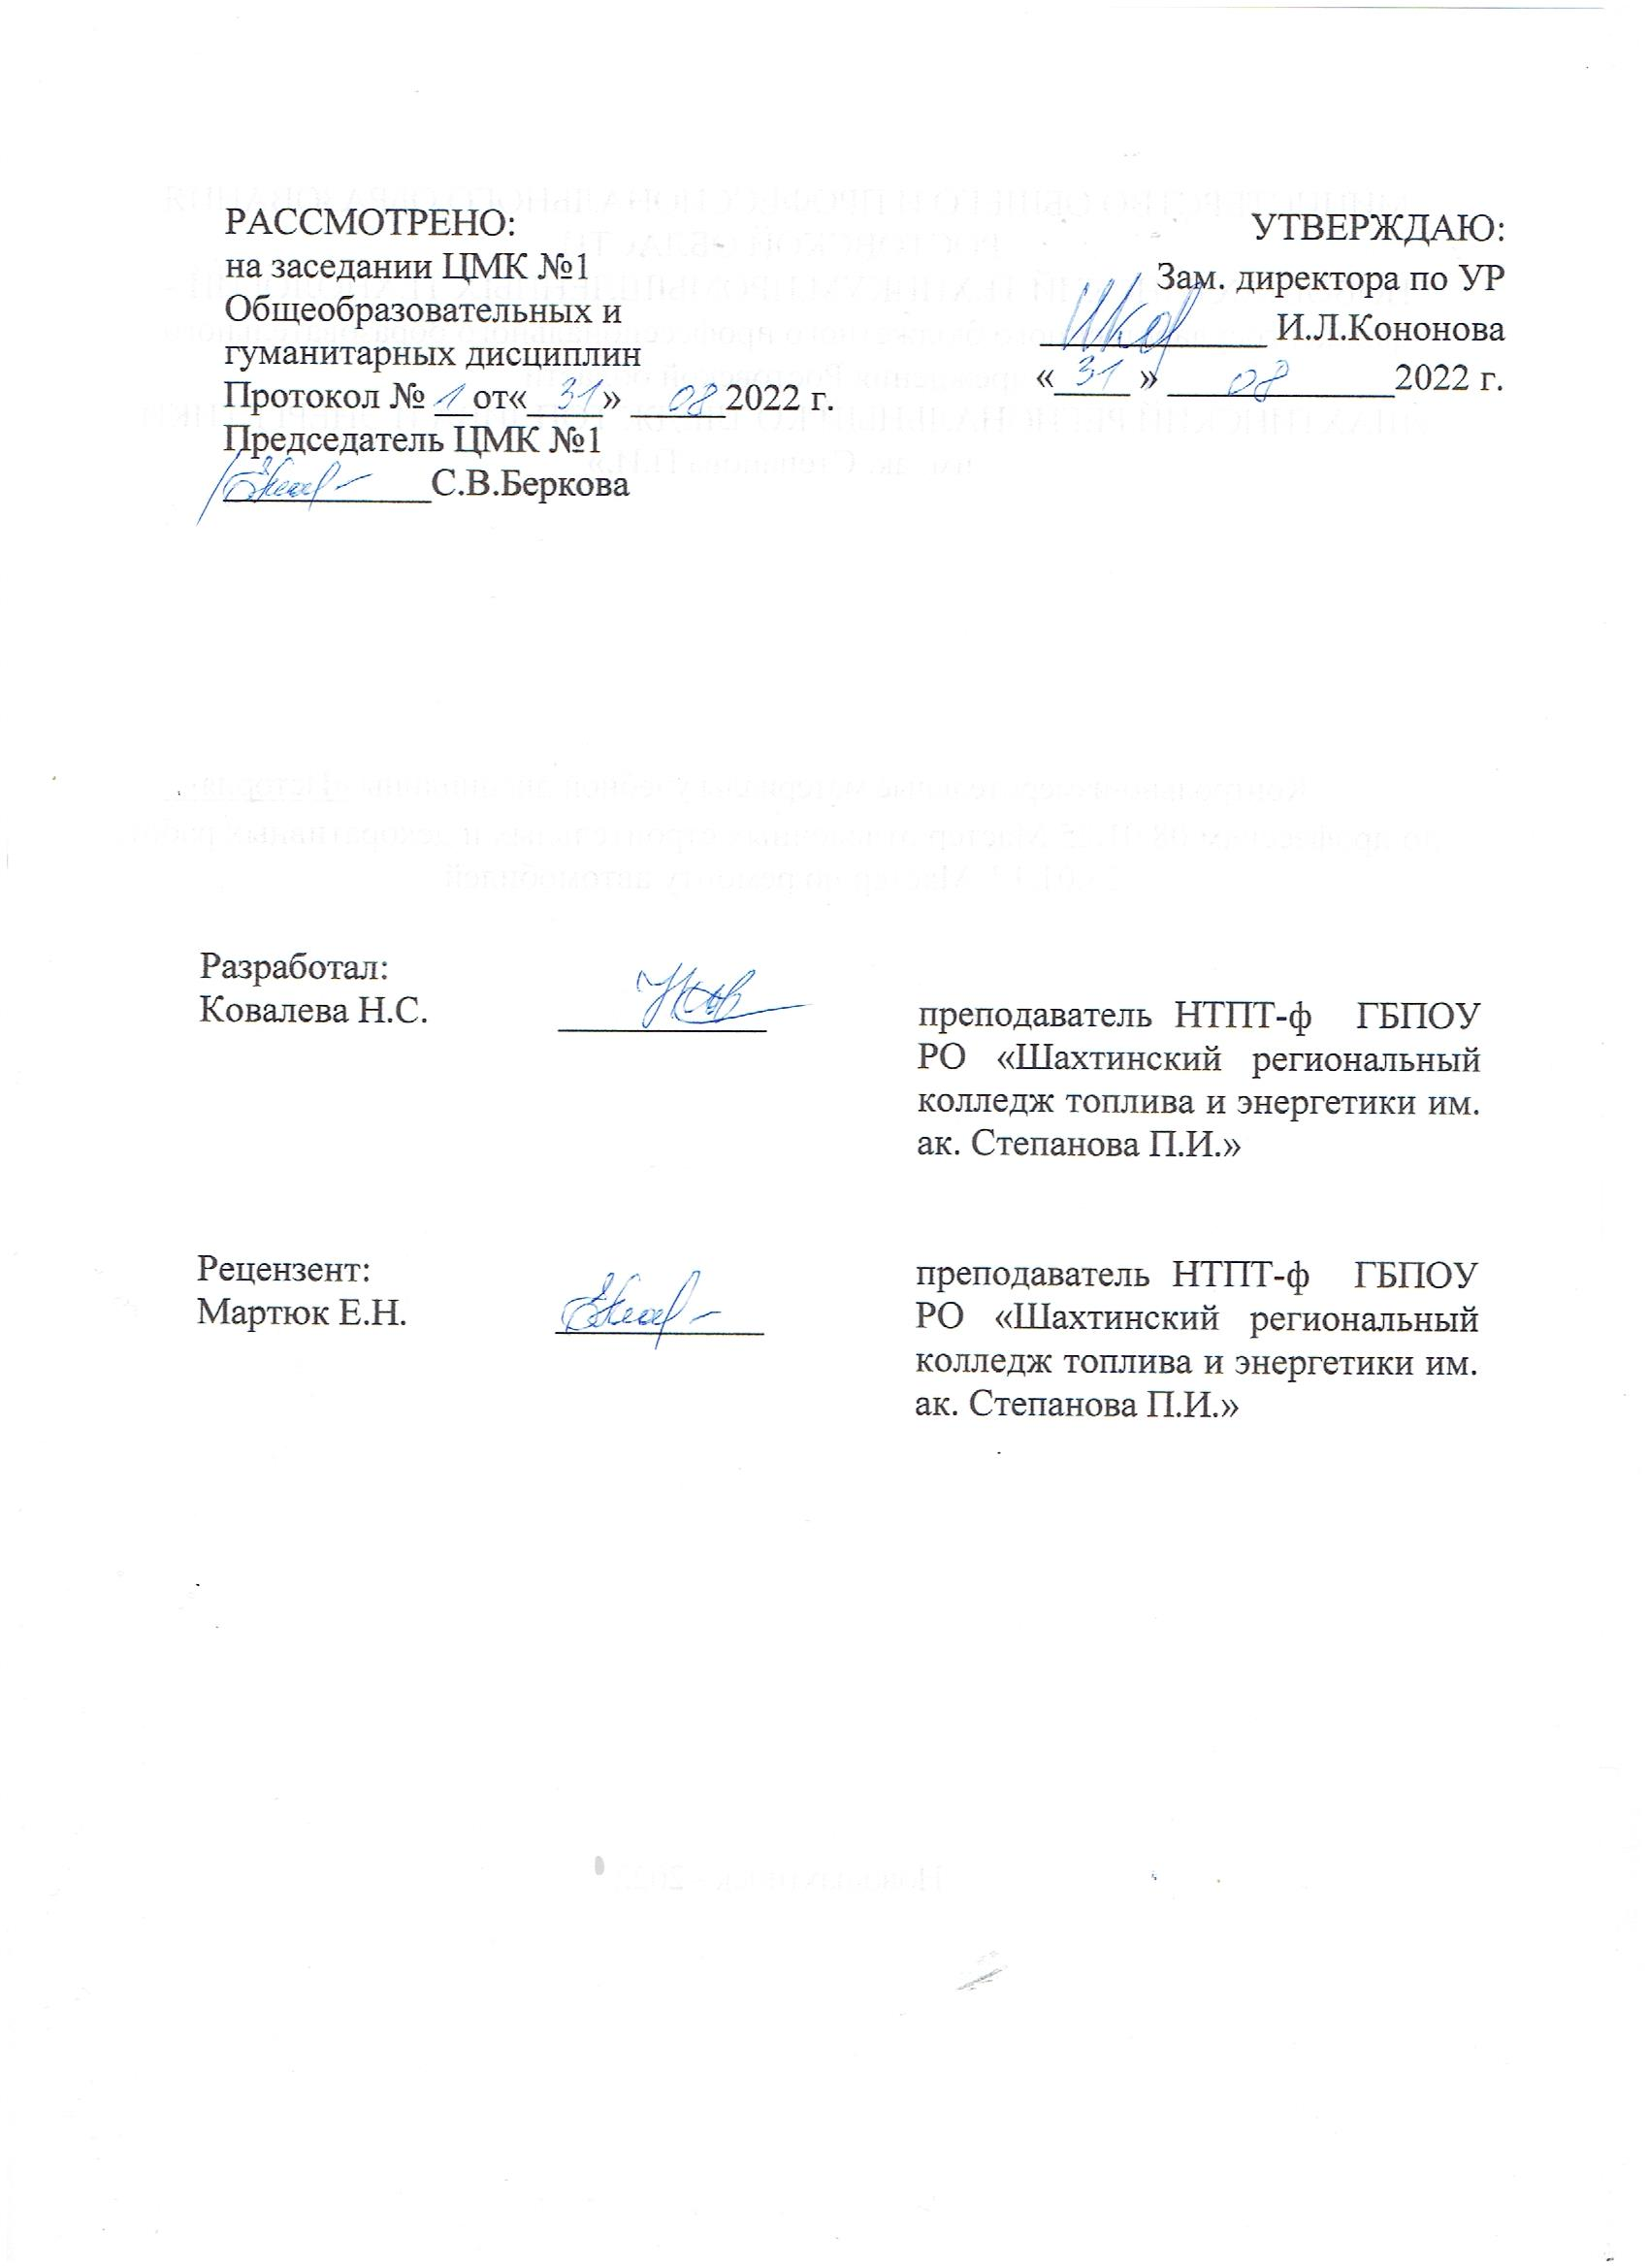 РАССМОТРЕНО:
на заседании ЦМК №1
Общеобразовательных и
гуманитарных дисциплин
Протокол № 1 от« 31 » 08 2022 г.
Председатель ЦМК №1
С.В.Беркова
УТВЕРЖДАЮ:
Зам. директора по УР
И.Л.Кононова
« 31 » 08 2022 г.
Разработал:
Ковалева Н.С.
преподаватель НТПТ-ф ГБПОУ
РО «Шахтинский региональный
колледж топлива и энергетики им.
ак. Степанова П.И.»
Рецензент:
Мартюк Е.Н.
преподаватель НТПТ-ф ГБПОУ
РО «Шахтинский региональный
колледж топлива и энергетики им.
ак. Степанова П.И.»